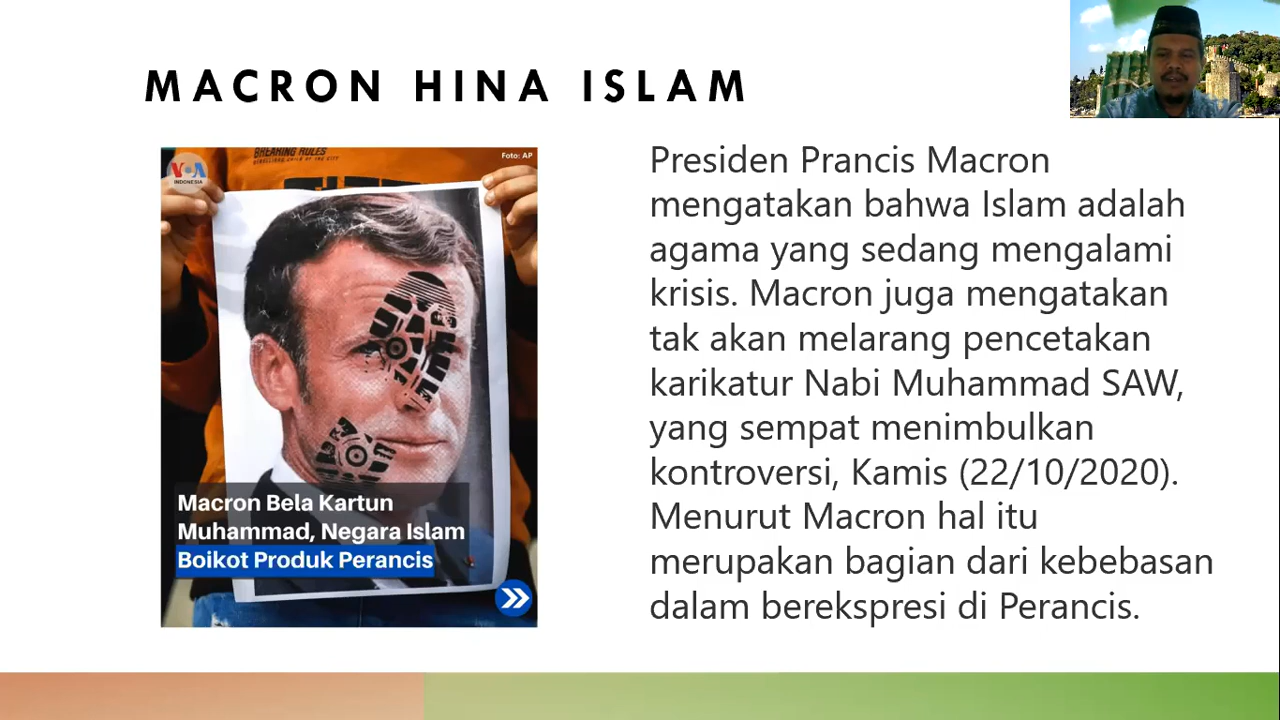 MACRON HINA ISLAM
BREAKING RULES
Foto: AP
VOA
INDONESIA
Macron Bela Kartun
Muhammad, Negara Islam
Boikot Produk Perancis
Presiden Prancis Macron
mengatakan bahwa Islam adalah
agama yang sedang mengalami
krisis. Macron juga mengatakan
tak akan melarang pencetakan
karikatur Nabi Muhammad SAW,
yang sempat menimbulkan
kontroversi, Kamis (22/10/2020).
Menurut Macron hal itu
merupakan bagian dari kebebasan
dalam berekspresi di Perancis.